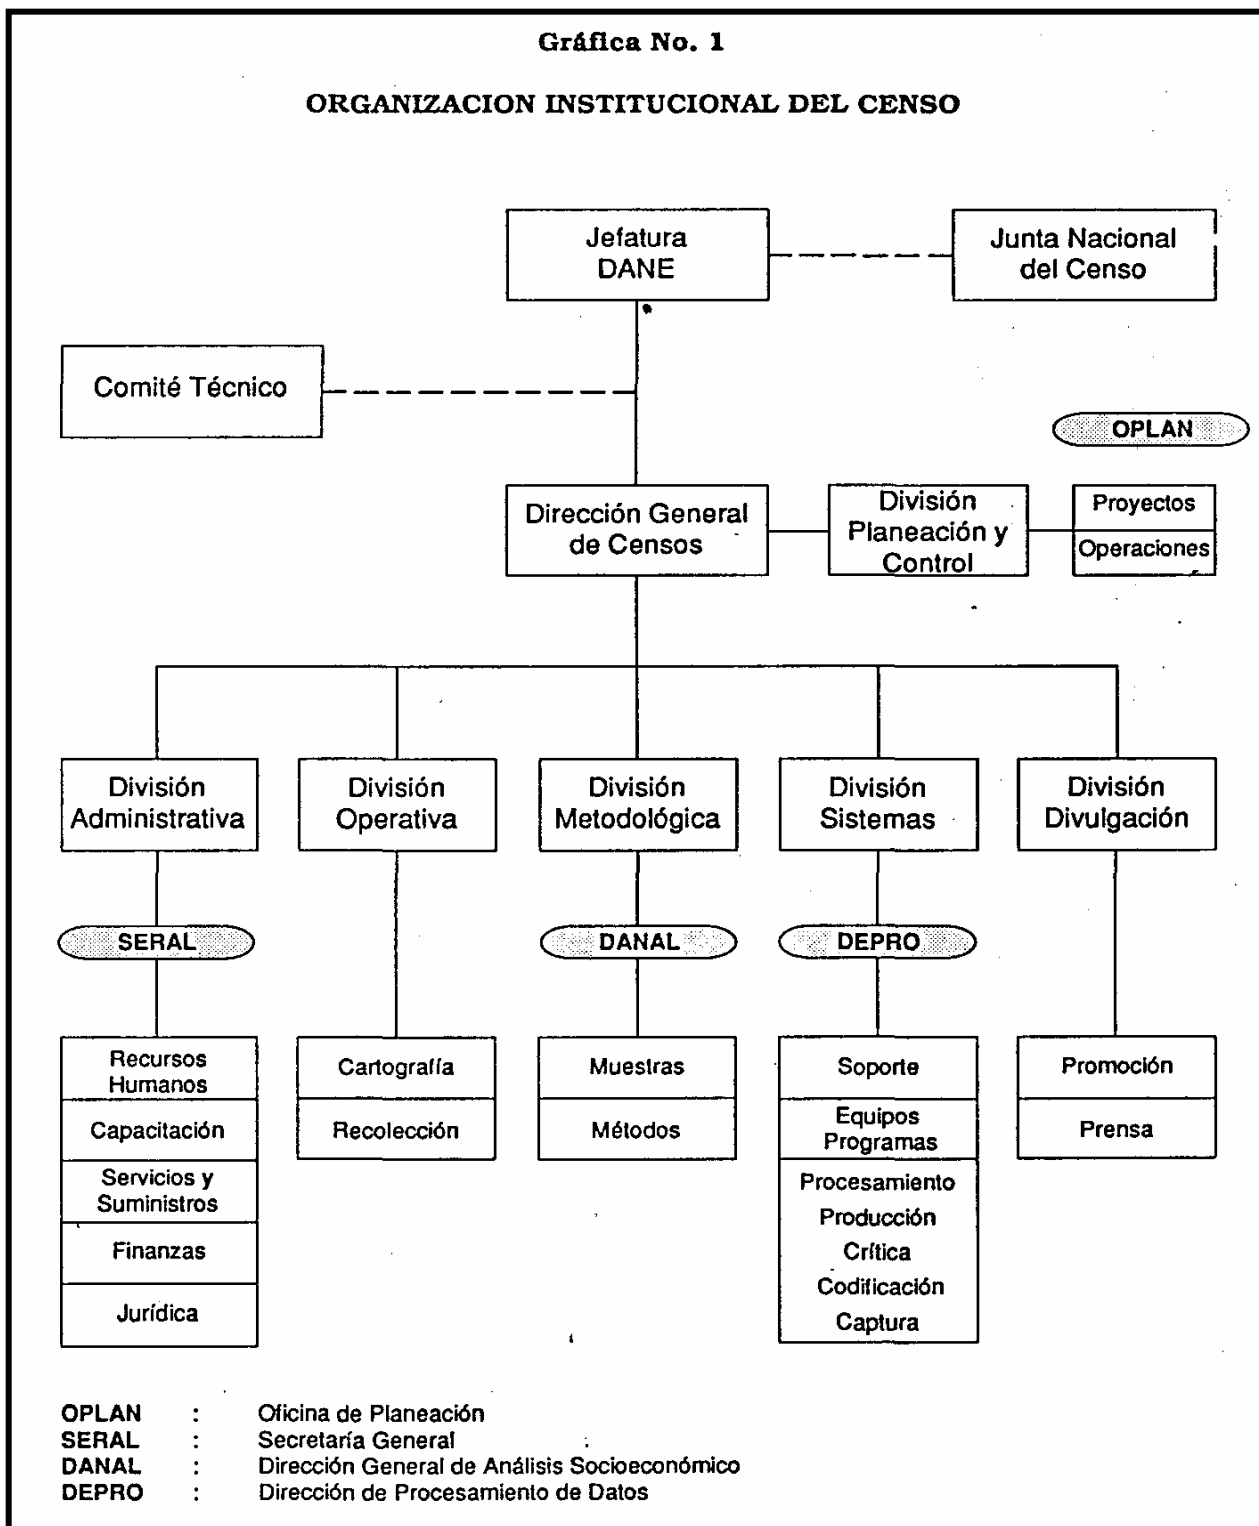 Gráfica No. 1
ORGANIZACION INSTITUCIONAL DEL CENSO
Jefatura
DANE
Junta Nacional
del Censo
Comité Técnico
OPLAN
Dirección General
de Censos
División
Planeación y
Control
Proyectos
Operaciones
División
Administrativa
División
Operativa
División
Metodológica
División
Sistemas
División
Divulgación
SERAL
DANAL
DEPRO
Recursos
Humanos
Capacitación
Servicios y
Suministros
Finanzas
Jurídica
Cartografía
Recolección
Muestras
Métodos
Soporte
Equipos
Programas
Procesamiento
Producción
Crítica
Codificación
Captura
Promoción
Prensa
OPLAN : Oficina de Planeación
SERAL : Secretaría General
DANAL : Dirección General de Análisis Socioeconómico
DEPRO : Dirección de Procesamiento de Datos